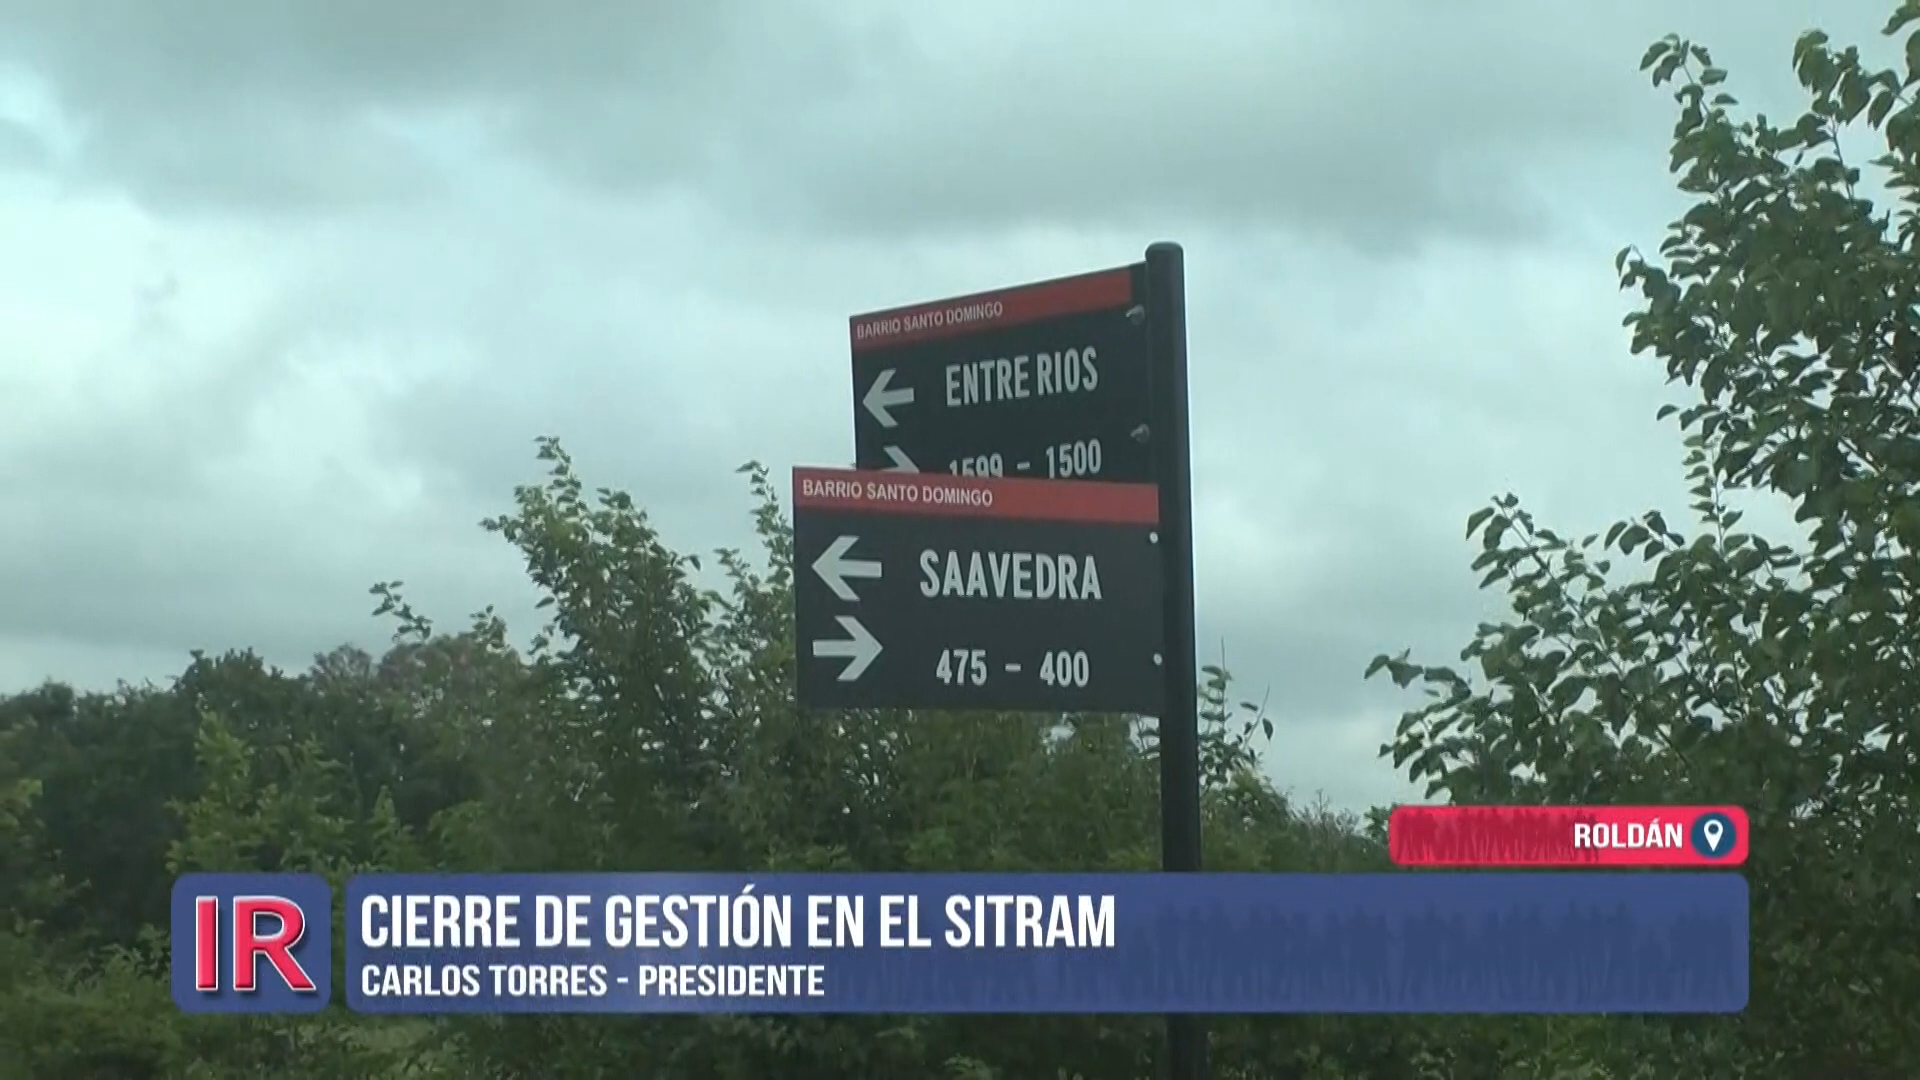 BARRIO SANTO DOMINGO
ENTRE RIOS
1599 - 1500
BARRIO SANTO DOMINGO
SAAVEDRA
475 - 400
ROLDÁN
IR
CIERRE DE GESTIÓN EN EL SITRAM
CARLOS TORRES - PRESIDENTE